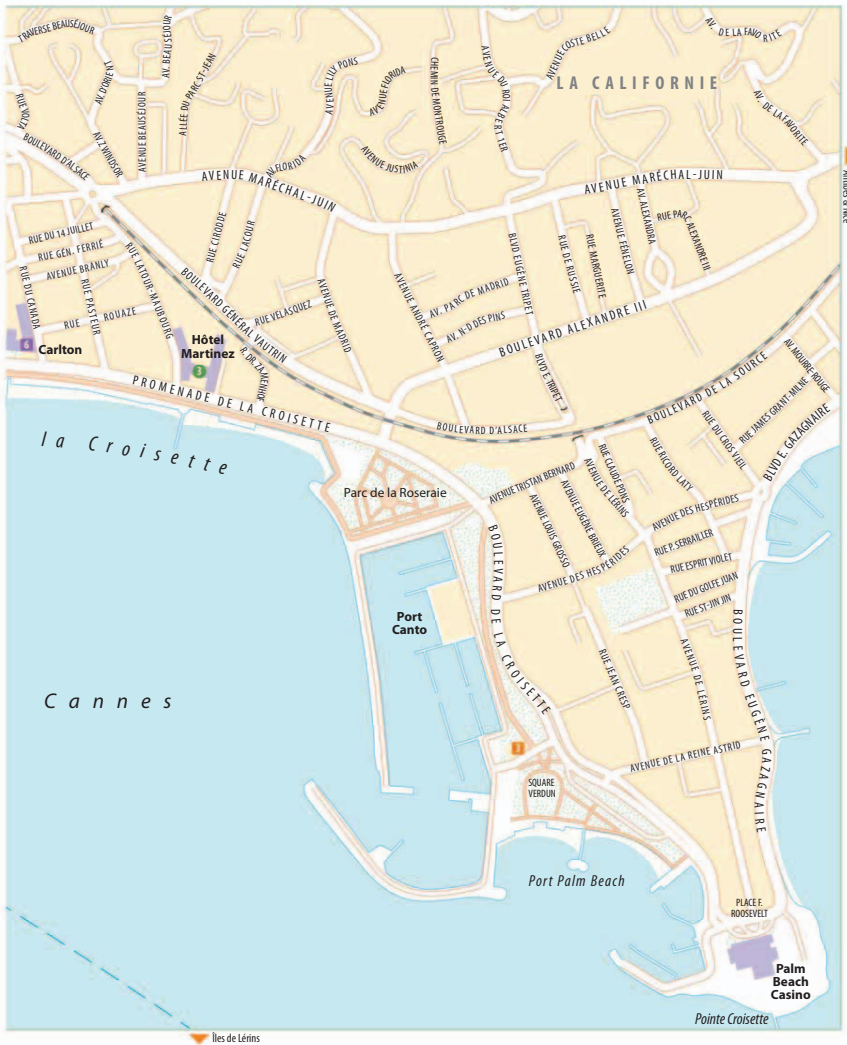 TRAVERSE BEAUSÉJOUR
AV. BEAUSÉJOUR
AVENUE LILY PONS
CHEMIN DE MONTROUGE
AVENUE DU ROI ALBERT 1ER
AVENUE COSTE BELLE
AV. DE LA FAVORITE
LA CALIFORNIE
AVENUE FLORIDA
ALLÉE DU PARC ST-JEAN
AVENUE BEAUSÉJOUR
AV. Z WINDSOR
BOULEVARD D'ALSACE
AV. DE LA FAVORITE
AVENUE JUSTINIA
AV. FLORIDA
AVENUE MARÉCHAL-JUIN
AVENUE MARÉCHAL-JUIN
RUE DU 14 JUILLET
RUE GÉN. FERRIÉ
AVENUE BRANLY
RUE DU CANADA
RUE PASTEUR
RUE ROUAZE
RUE LATOUR-MAUBOURG
RUE CIRODDE
RUE LACOUR
BOULEVARD GÉNÉRAL VAUTRIN
RUE VELASQUEZ
AVENUE DE MADRID
AVENUE ANDRÉ CAPRON
AV. PARC DE MADRID
AV. N-D DES PINS
BLVD EUGÈNE TRIPET
RUE DE RUSSIE
RUE MARGUERITE
AVENUE FÉNELON
AV. ALEXANDRA
RUE PARC ALEXANDRE III
BOULEVARD ALEXANDRE III
BLVD E. TRIPET
6
Carlton
Hôtel
Martinez
3
R. DR ZAMENHOF
PROMENADE DE LA CROISETTE
la Croisette
BOULEVARD D'ALSACE
BOULEVARD DE LA SOURCE
AV. MOURRE ROUGE
RUE JAMES GRANT-MILNE
RUE DU CROS VIEIL
BLVD E. GAZAGNAIRE
RUE RICORD LATY
RUE CLAUDE PONS
AVENUE DE LÉRINS
AVENUE TRISTAN BERNARD
AVENUE EUGÈNE BRIEUX
AVENUE LOUIS GROSSO
Parc de la Roseraie
AVENUE DES HESPÉRIDES
RUE P. SERRAILLER
RUE ESPRIT VIOLET
RUE DU GOLFE JUAN
RUE ST-JIN JIN
AVENUE DES HESPERIDES
BOULEVARD DE LA CROISETTE
Port
Canto
RUE JEAN CRESP
AVENUE DE LÉRINS
BOULEVARD EUGÈNE GAZAGNAIRE
Cannes
3
AVENUE DE LA REINE ASTRID
SQUARE
VERDUN
Port Palm Beach
PLACE F.
ROOSEVELT
Palm
Beach
Casino
Pointe Croisette
Îles de Lérins